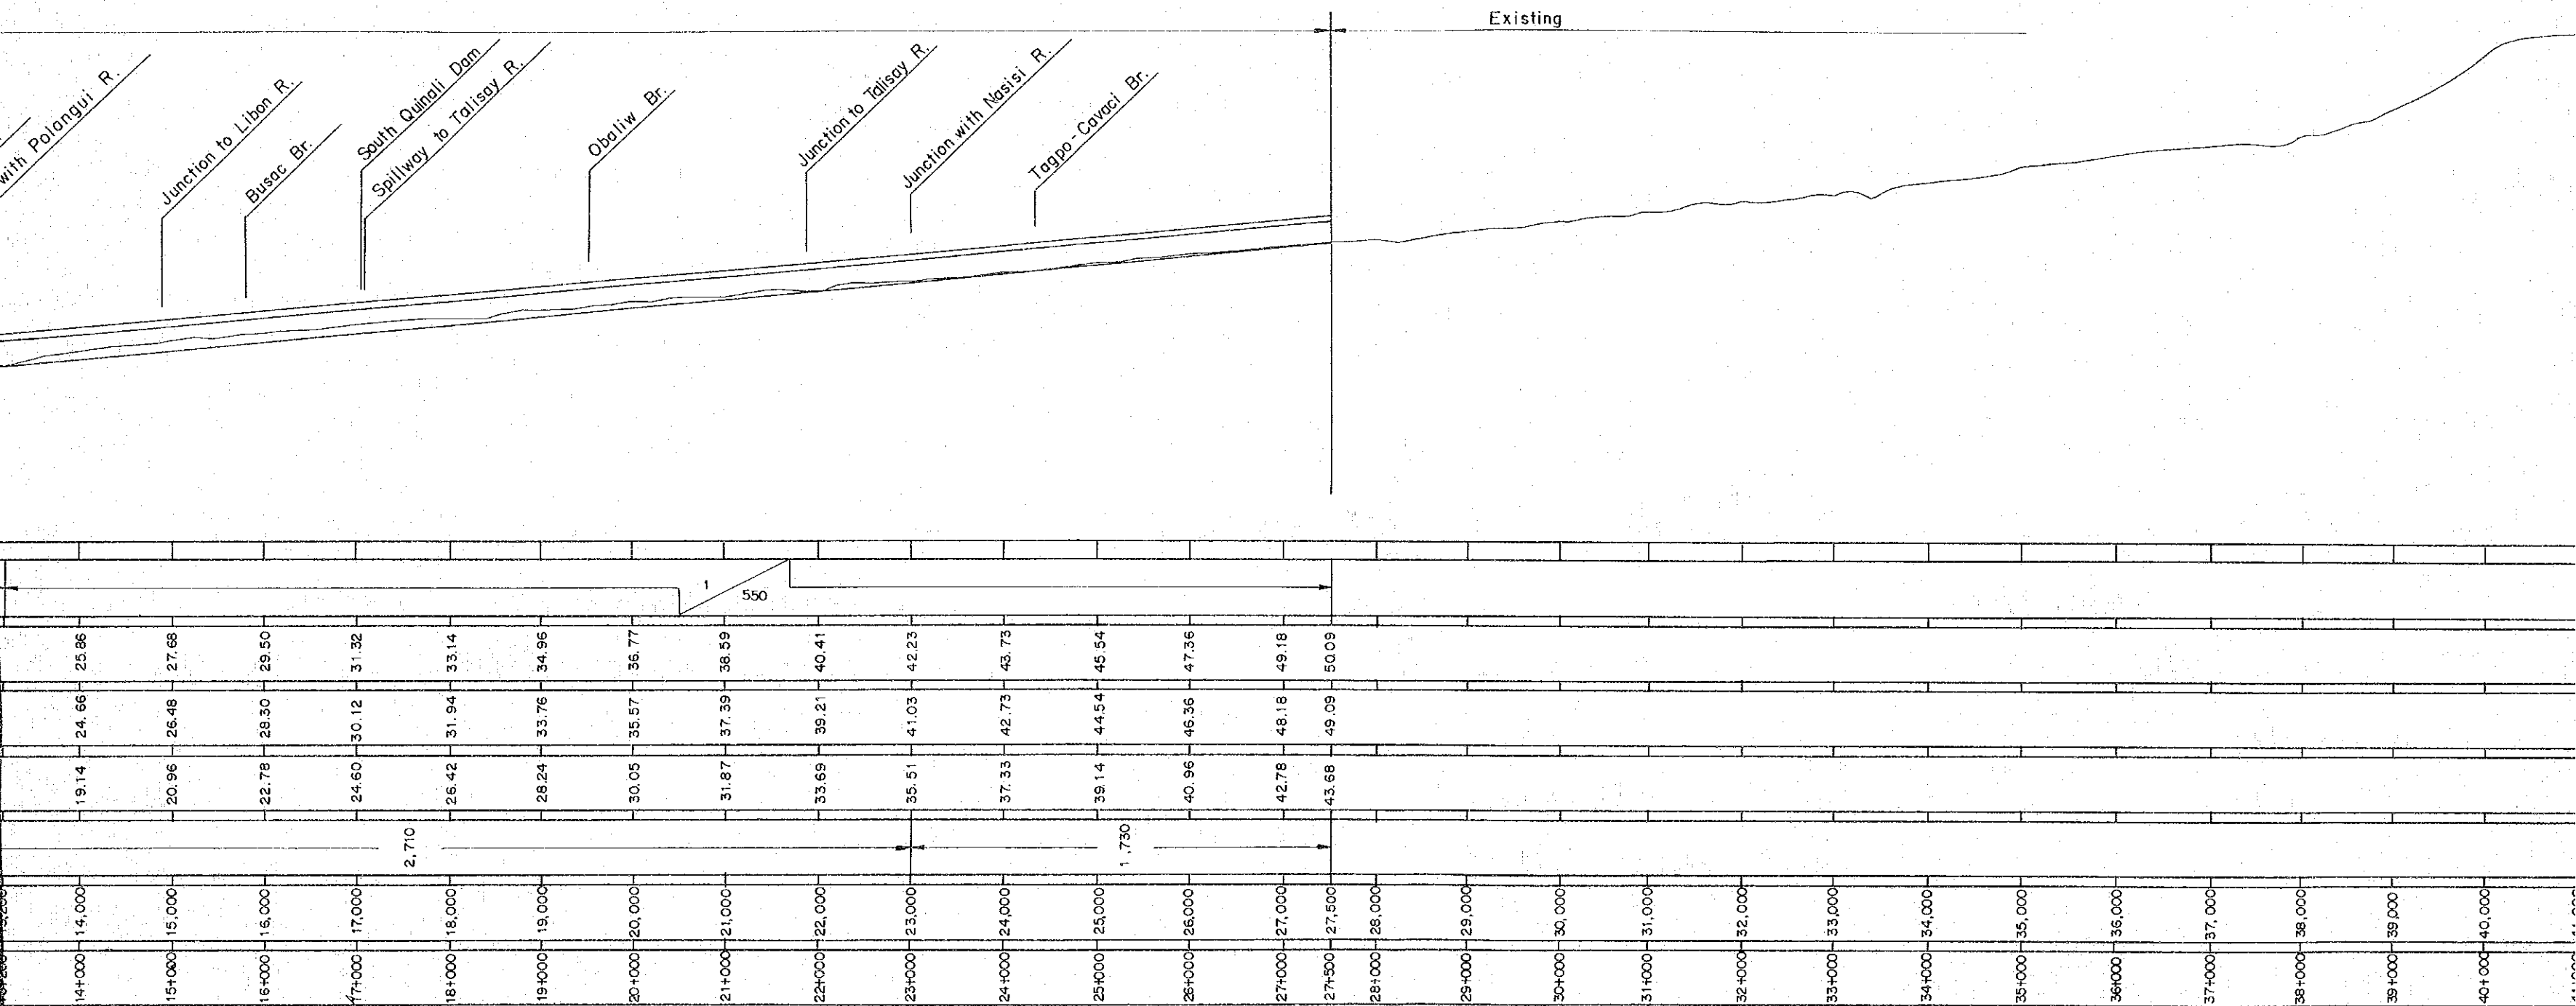 Existing
with Polangui R.
Junction to Libon R.
Busac Br.
South Quinali Dam
Spillway to Talisay R.
Obaliw Br.
Junction to Talisay R.
Junction with Nasisi R.
Tagpo-Cavaci Br.
1
550
25.86 27.68 29.50 31.32 33.14 34.96 36.77 38.59 40.41 42.23 43.73 45.54 47.36 49.18 50.09
24.66 26.48 28.30 30.12 31.94 33.76 35.57 37.39 39.21 41.03 42.73 44.54 46.36 48.18 49.09
19.14 20.96 22.78 24.60 26.42 28.24 30.05 31.87 33.69 35.51 37.33 39.14 40.96 42.78 43.68
2,710 1,730
14,000 15,000 16,000 17,000 18,000 19,000 20,000 21,000 22,000 23,000 24,000 25,000 26,000 27,000 27,500 28,000 29,000 30,000 31,000 32,000 33,000 34,000 35,000 36,000 37,000 38,000 39,000 40,000
14+000 15+000 16+000 17+000 18+000 19+000 20+000 21+000 22+000 23+000 24+000 25+000 26+000 27+000 27+500 28+000 29+000 30+000 31+000 32+000 33+000 34+000 35+000 36+000 37+000 38+000 39+000 40+000